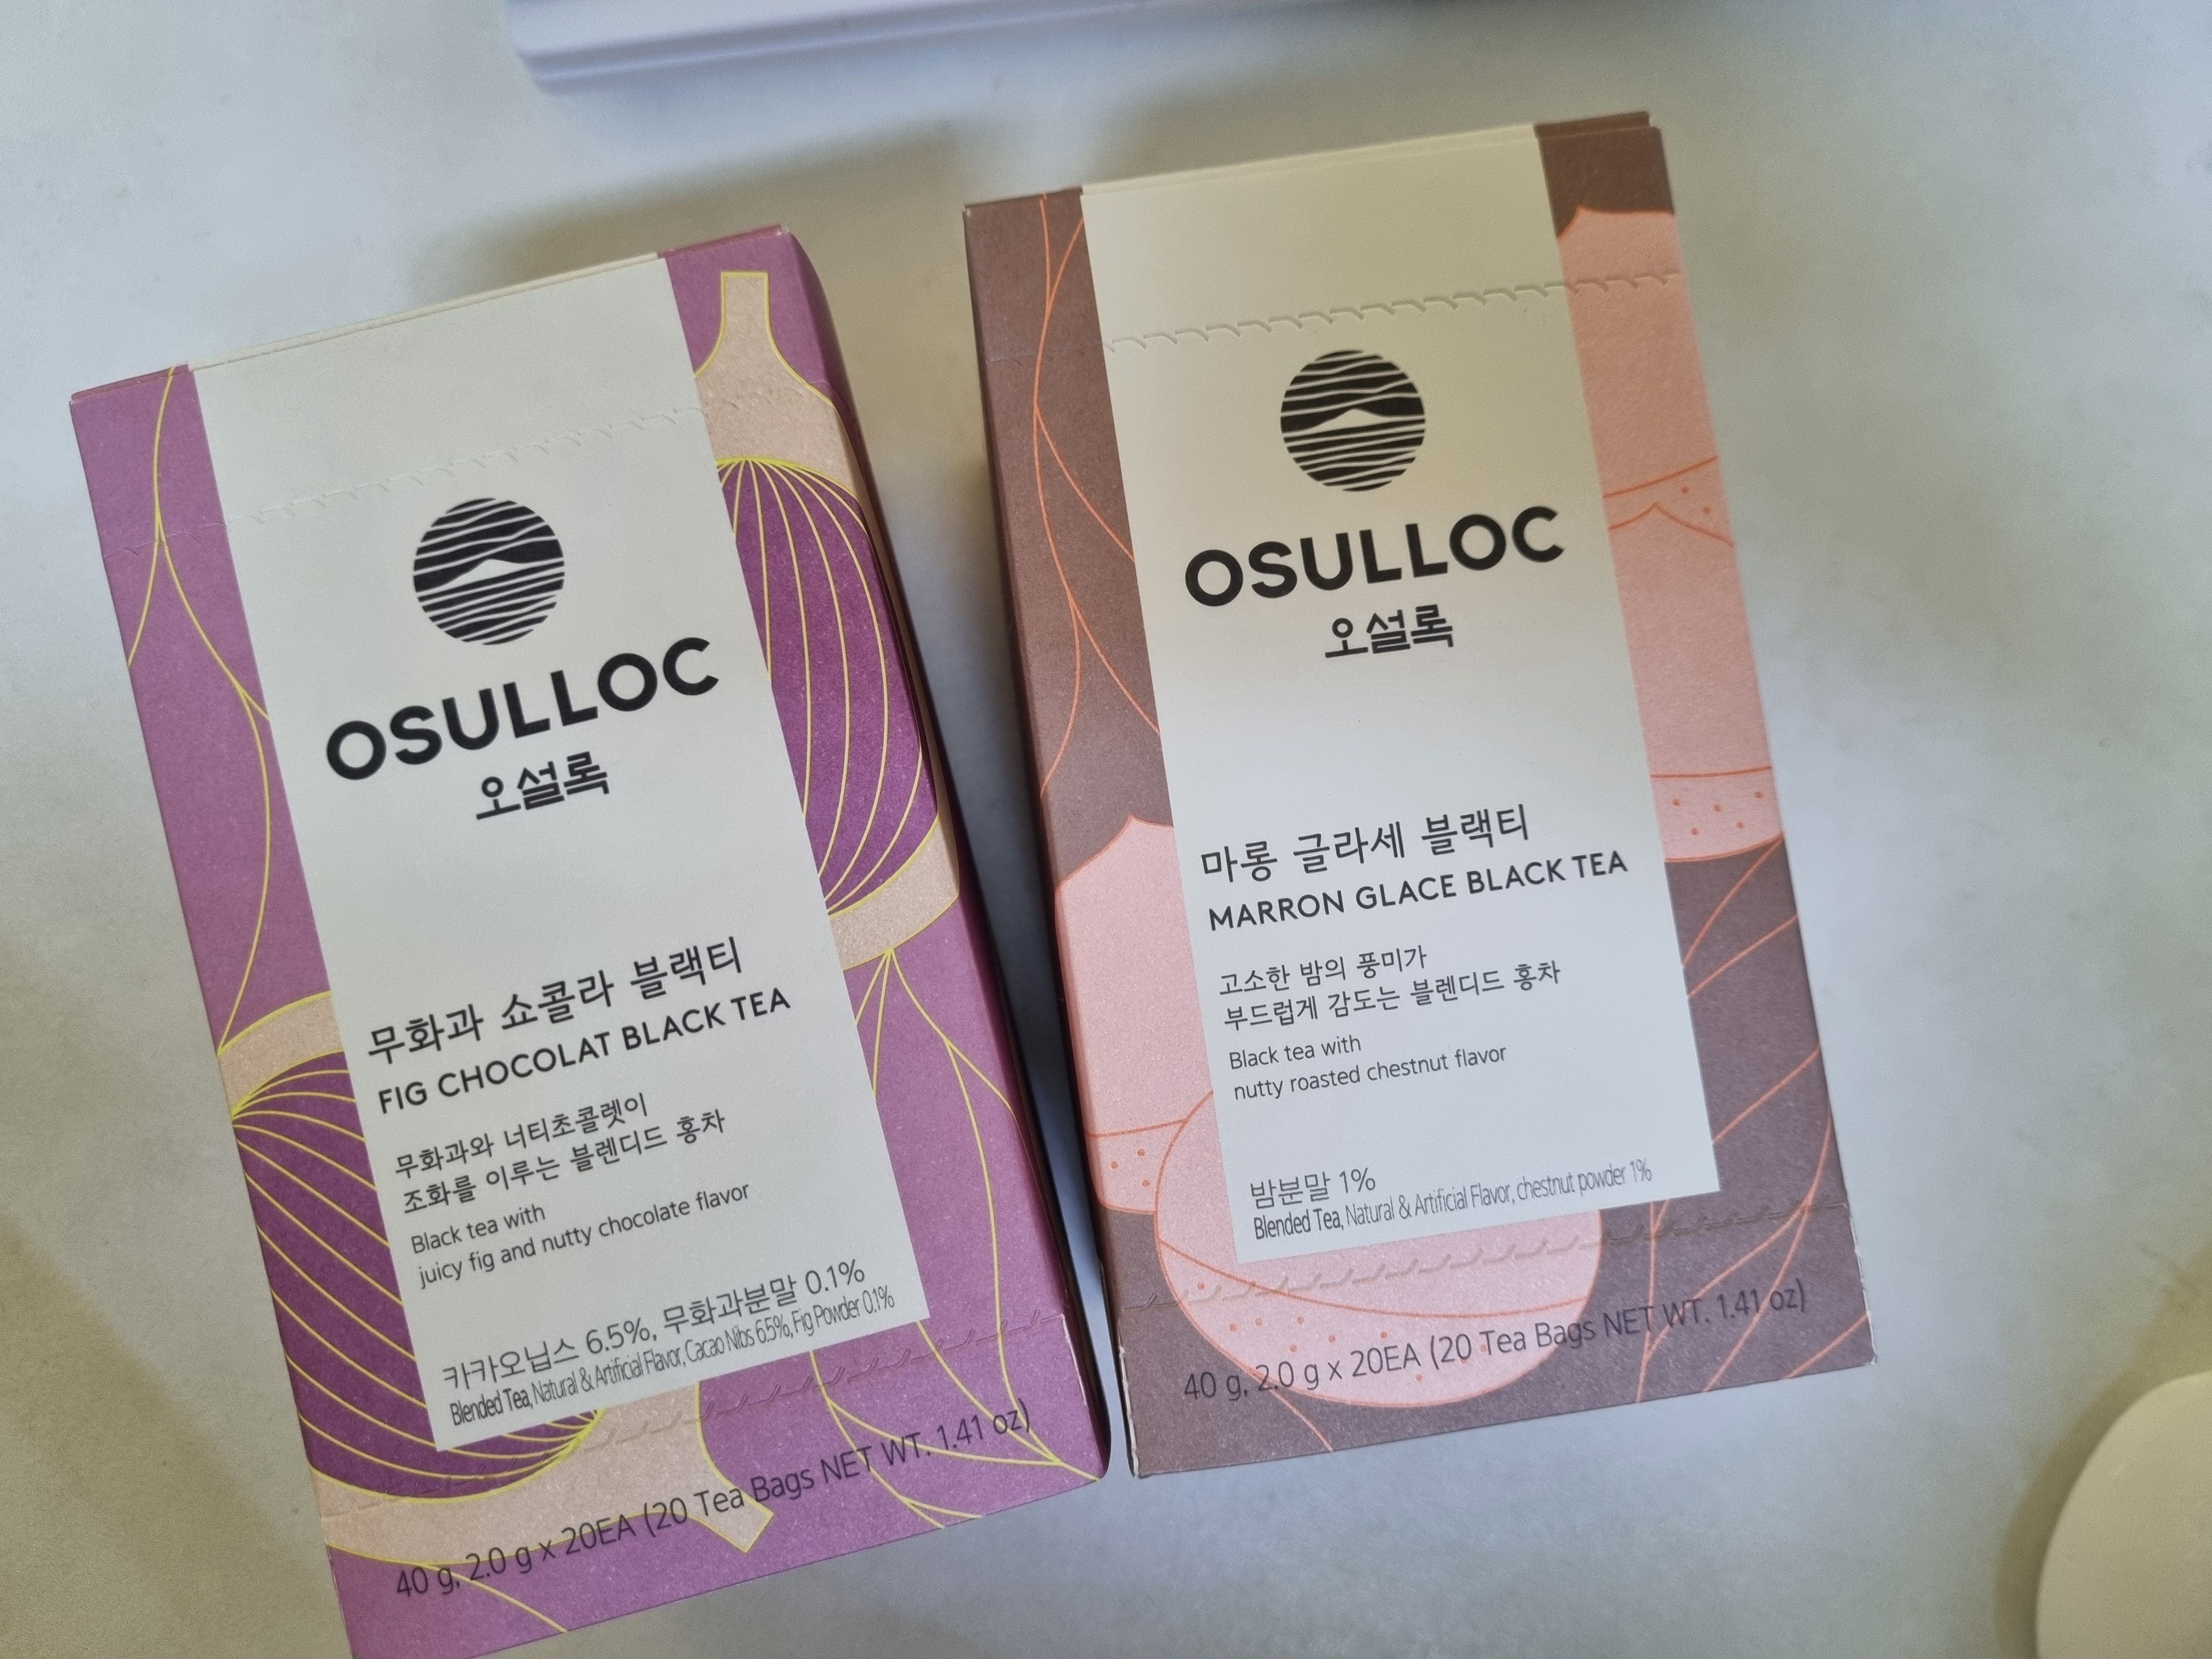 OSULLOC
오설록
무화과 쇼콜라 블랙티
FIG CHOCOLAT BLACK TEA
무화과와 너티초콜렛이
조화를 이루는 블렌디드 홍차
Black tea with
juicy fig and nutty chocolate flavor
카카오닙스 6.5%, 무화과분말 0.1%
Blended Tea, Natural & Artificial Flavor, Cacao Nibs 6.5%, Fig Powder 0.1%
40 g, 2.0 g x 20EA (20 Tea Bags NET WT. 1.41 oz)
OSULLOC
오설록
마롱 글라세 블랙티
MARRON GLACE BLACK TEA
고소한 밤의 풍미가
부드럽게 감도는 블렌디드 홍차
Black tea with
nutty roasted chestnut flavor
밤분말 1%
Blended Tea, Natural & Artificial Flavor, chestnut powder 1%
40 g, 2.0 g x 20EA (20 Tea Bags NET WT. 1.41 oz)